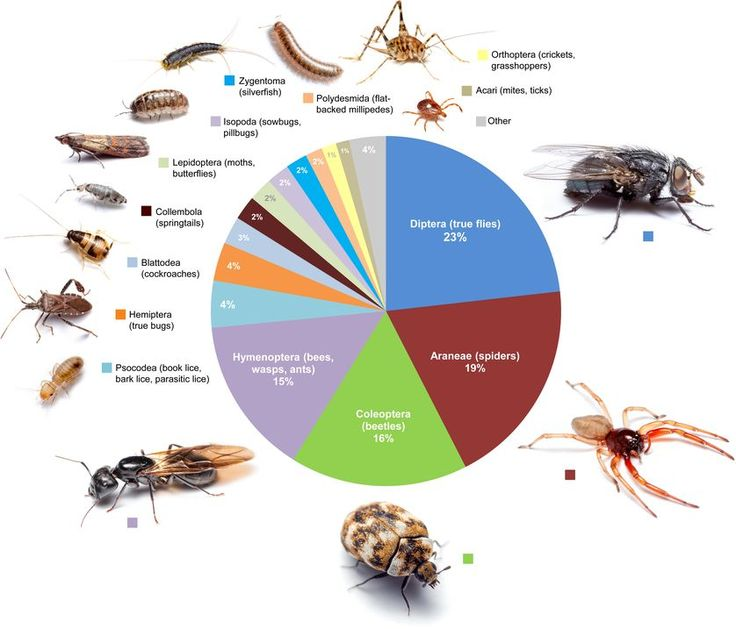 Orthoptera (crickets,
grasshoppers)
Zygentoma
(silverfish)
Polydesmida (flat-
backed millipedes)
Acari (mites, ticks)
Isopoda (sowbugs,
pillbugs)
Other
Lepidoptera (moths,
butterflies)
Collembola
(springtails)
Blattodea
(cockroaches)
Hemiptera
(true bugs)
Psocodea (book lice,
bark lice, parasitic lice)
4%
1%
1%
2%
2%
2%
2%
2%
3%
4%
4%
Diptera (true flies)
23%
Araneae (spiders)
19%
Hymenoptera (bees,
wasps, ants)
15%
Coleoptera
(beetles)
16%